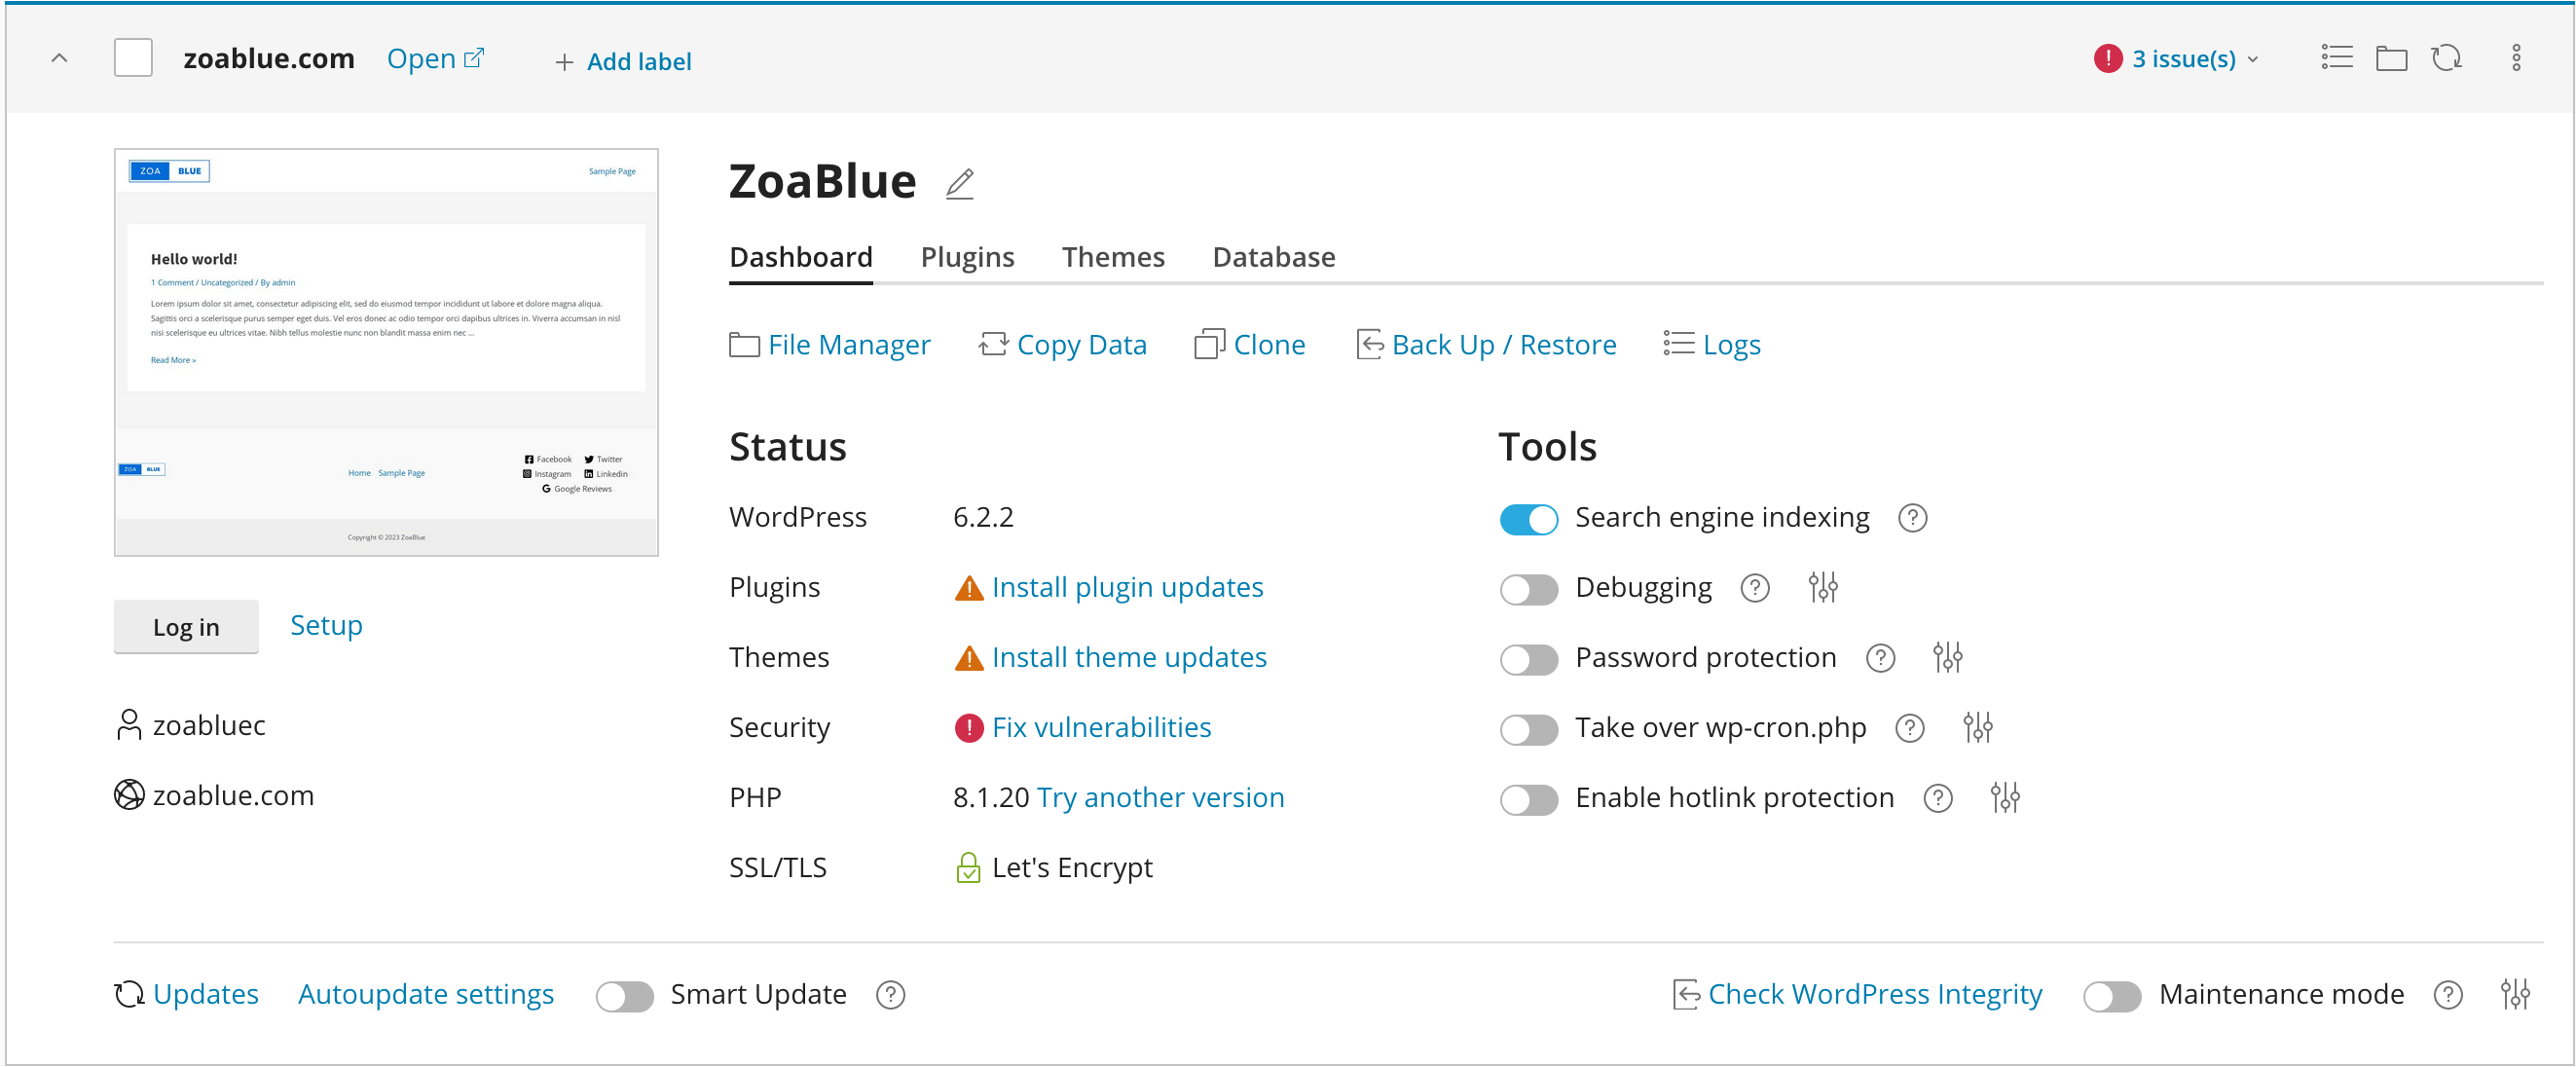 zoablue.com Open + Add label 3 issue(s)
ZOA BLUE Sample Page
Hello world!
1 Comment / Uncategorized / By admin
Lorem ipsum dolor sit amet, consectetur adipiscing elit, sed do eiusmod tempor incididunt ut labore et dolore magna aliqua.
Sagittis orci a scelerisque purus semper eget duis. Vel eros donec ac odio tempor orci dapibus ultrices in. Viverra accumsan in nisl
nisi scelerisque eu ultrices vitae. Nibh tellus molestie nunc non blandit massa enim nec ...
Read More »
Facebook Twitter
ZOA BLUE Home Sample Page Instagram Linkedin
Google Reviews
Copyright © 2023 ZoaBlue
Log in Setup
zoabluec
zoablue.com
ZoaBlue
Dashboard Plugins Themes Database
File Manager Copy Data Clone Back Up / Restore Logs
Status
WordPress 6.2.2
Plugins Install plugin updates
Themes Install theme updates
Security Fix vulnerabilities
PHP 8.1.20 Try another version
SSL/TLS Let's Encrypt
Tools
Search engine indexing
Debugging
Password protection
Take over wp-cron.php
Enable hotlink protection
Updates Autoupdate settings Smart Update Check WordPress Integrity Maintenance mode